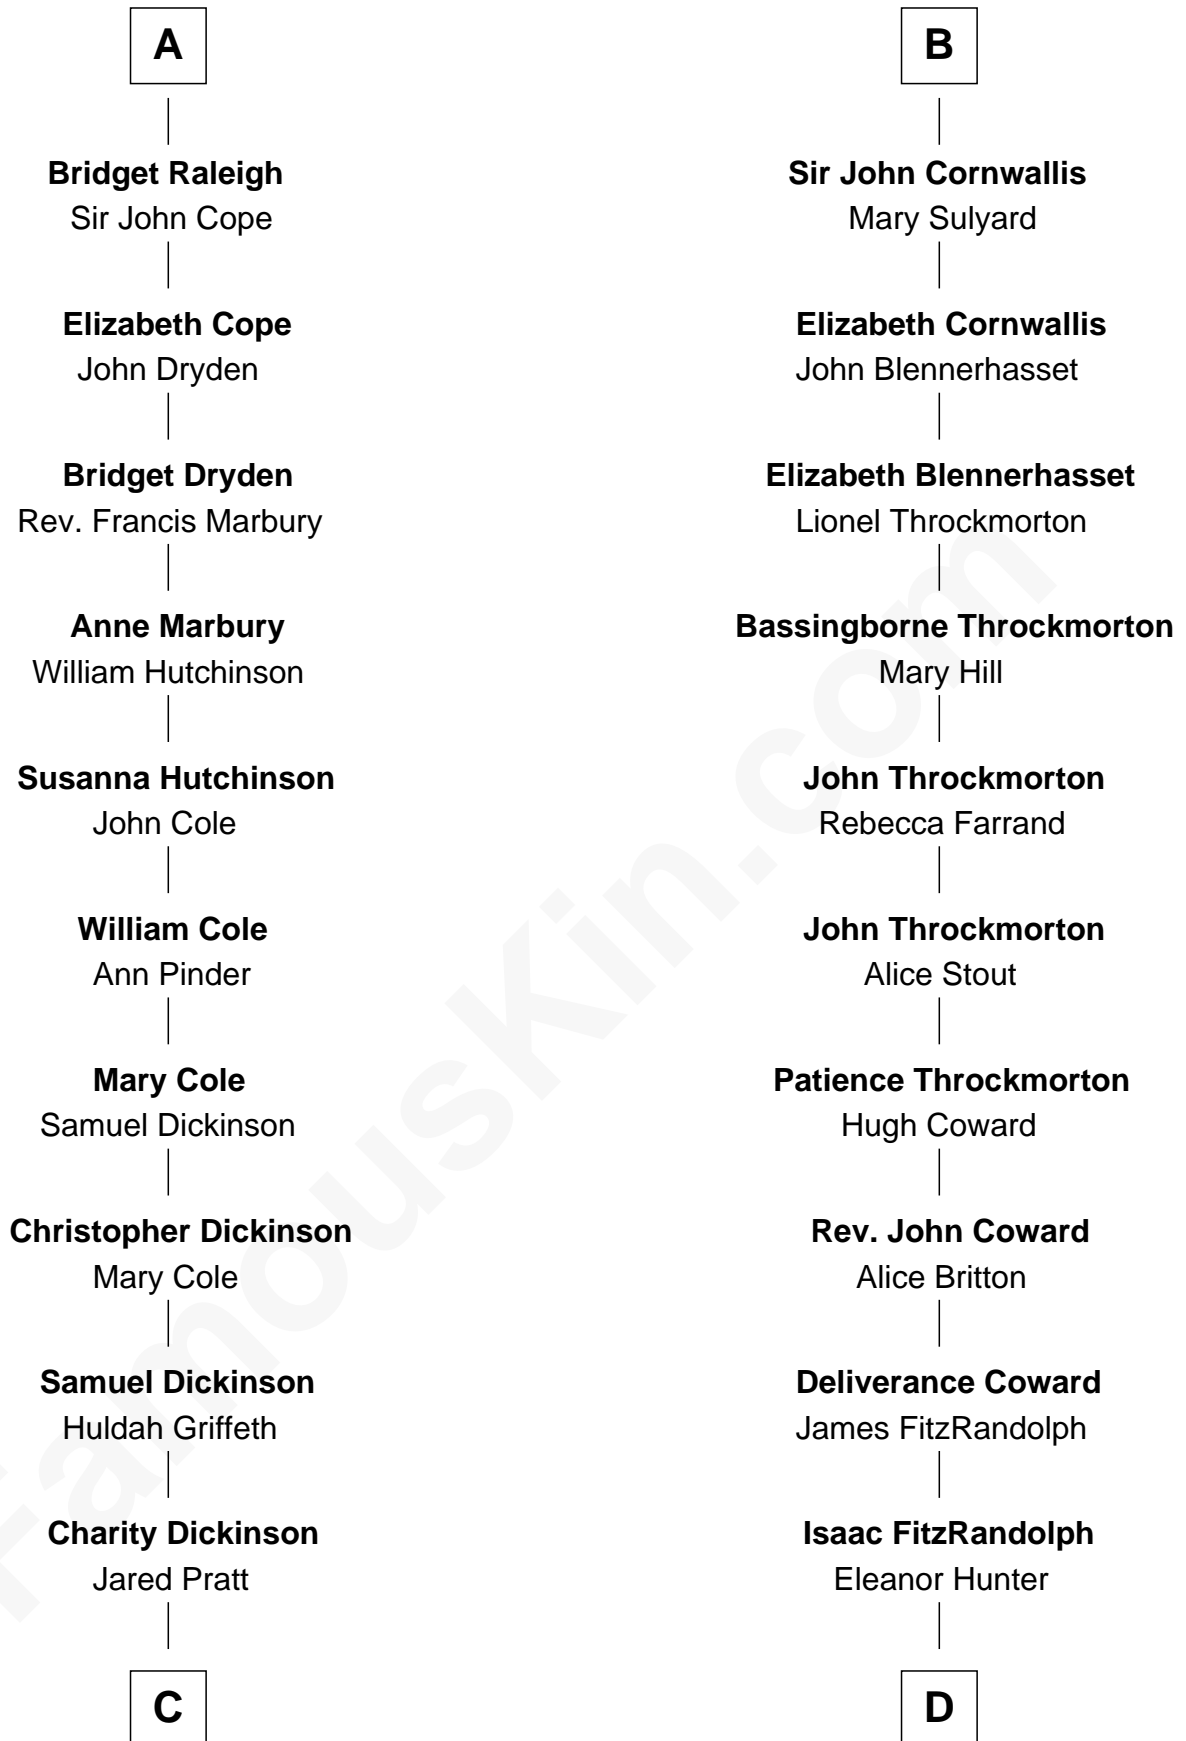 A
Bridget Raleigh
Sir John Cope
Elizabeth Cope
John Dryden
Bridget Dryden
Rev. Francis Marbury
Anne Marbury
William Hutchinson
Susanna Hutchinson
John Cole
William Cole
Ann Pinder
Mary Cole
Samuel Dickinson
Christopher Dickinson
Mary Cole
Samuel Dickinson
Huldah Griffeth
Charity Dickinson
Jared Pratt
C
B
Sir John Cornwallis
Mary Sulyard
Elizabeth Cornwallis
John Blennerhasset
Elizabeth Blennerhasset
Lionel Throckmorton
Bassingborne Throckmorton
Mary Hill
John Throckmorton
Rebecca Farrand
John Throckmorton
Alice Stout
Patience Throckmorton
Hugh Coward
Rev. John Coward
Alice Britton
Deliverance Coward
James FitzRandolph
Isaac FitzRandolph
Eleanor Hunter
D
FamousKin.com